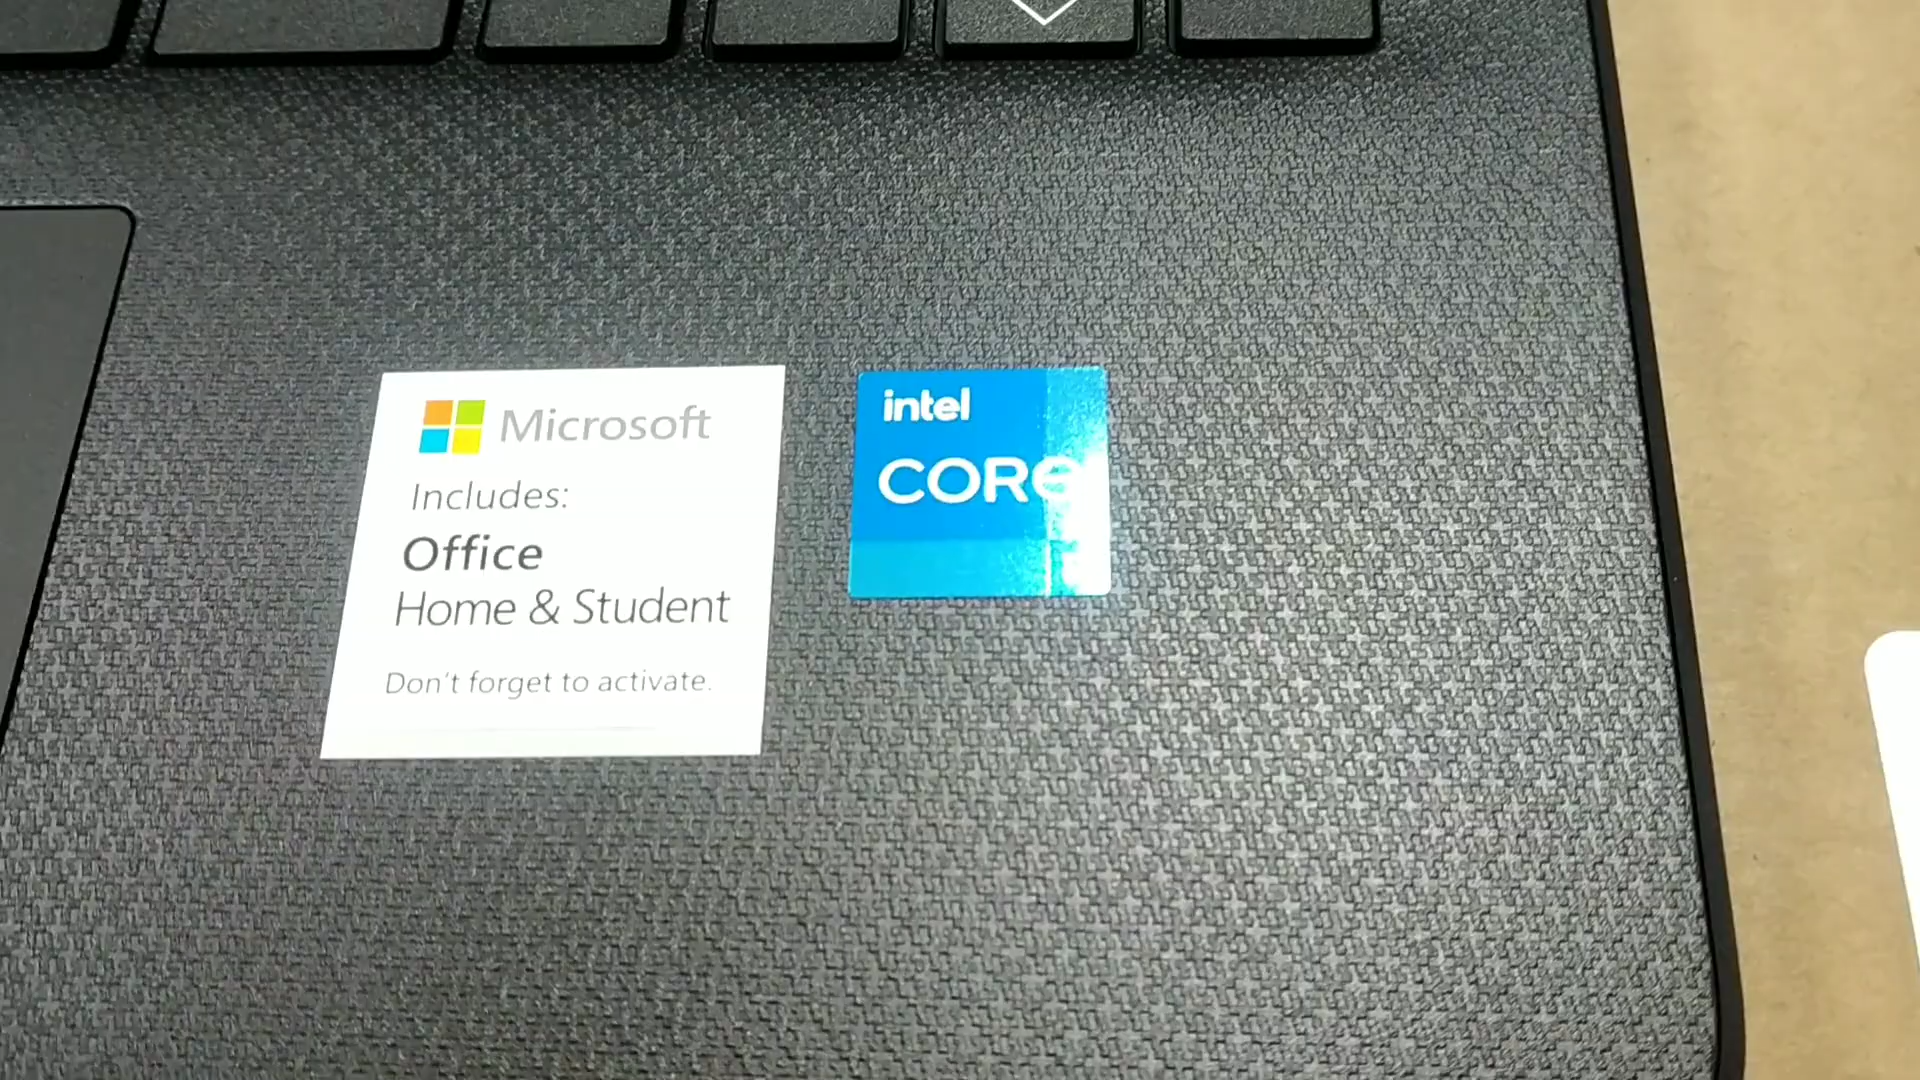 Microsoft
Includes:
Office
Home & Student
Don't forget to activate.
intel
CORE